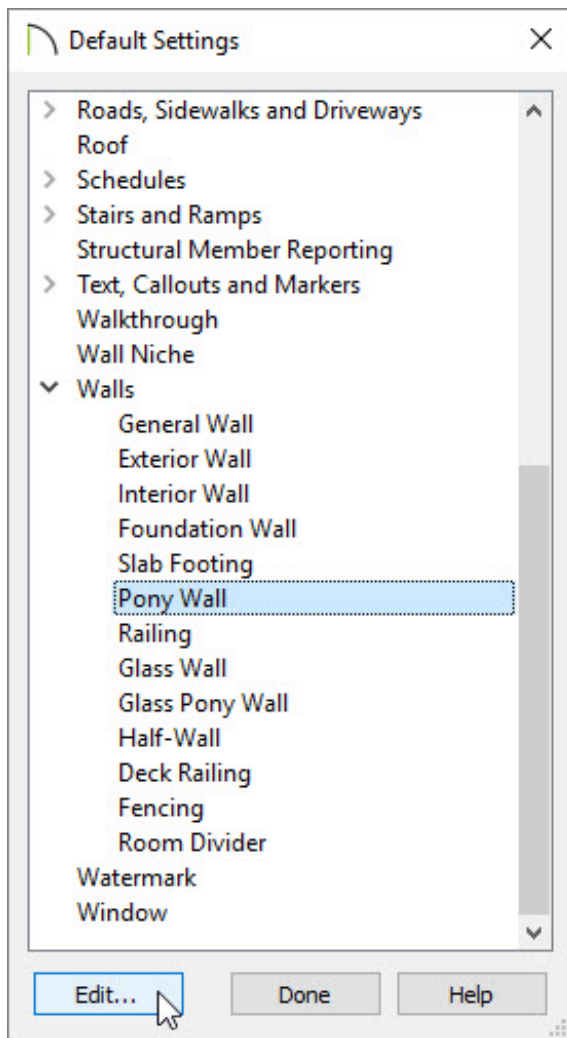 Default Settings
Roads, Sidewalks and Driveways
Roof
Schedules
Stairs and Ramps
Structural Member Reporting
Text, Callouts and Markers
Walkthrough
Wall Niche
Walls
General Wall
Exterior Wall
Interior Wall
Foundation Wall
Slab Footing
Pony Wall
Railing
Glass Wall
Glass Pony Wall
Half-Wall
Deck Railing
Fencing
Room Divider
Watermark
Window
Edit... Done Help